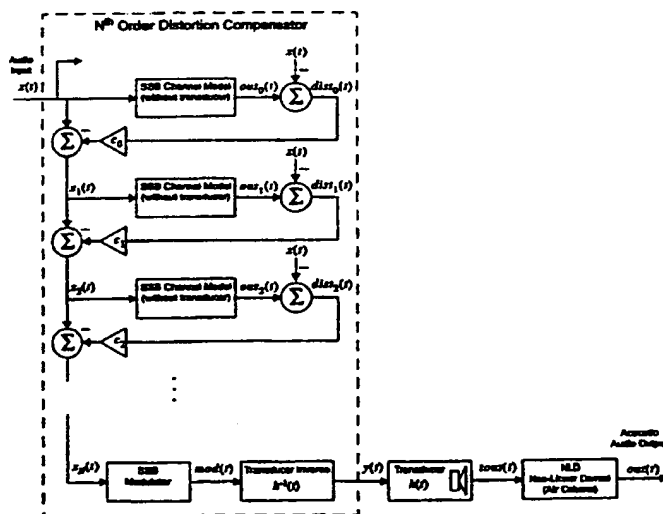 Nth Order Distortion Compensator
Audio
Input
x(t)
x(t)
SSB Channel Model
(without transducer)
out0(t)
Σ
dist0(t)
Σ
c0
x1(t)
x(t)
SSB Channel Model
(without transducer)
out1(t)
Σ
dist1(t)
Σ
c1
x2(t)
x(t)
SSB Channel Model
(without transducer)
out2(t)
Σ
dist2(t)
Σ
c2
xN(t)
SSB
Modulator
mod(t)
Transducer Inverse
h-1(t)
y(t)
Transducer
h(t)
tout(t)
NLD
Non-Linear Demod
(Air Column)
Acoustic
Audio Output
out(t)